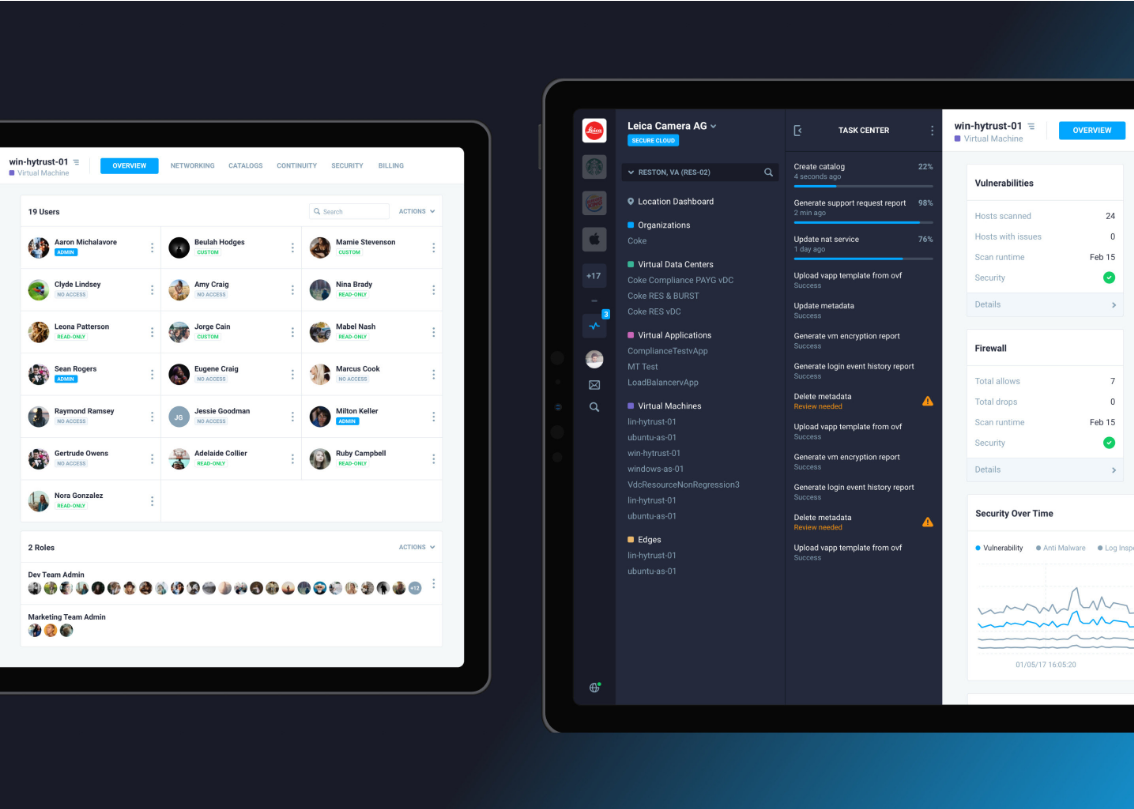 win-hytrust-01
Virtual Machine
OVERVIEW
NETWORKING
CATALOGS
CONTINUITY
SECURITY
BILLING
19 Users
Search
ACTIONS
Aaron Michalavore
ADMIN
Beulah Hodges
CUSTOM
Mamie Stevenson
CUSTOM
Clyde Lindsey
NO ACCESS
Amy Craig
NO ACCESS
Nina Brady
READ-ONLY
Leona Patterson
READ-ONLY
Jorge Cain
CUSTOM
Mabel Nash
READ-ONLY
Sean Rogers
ADMIN
Eugene Craig
NO ACCESS
Marcus Cook
NO ACCESS
Raymond Ramsey
NO ACCESS
JG
Jessie Goodman
NO ACCESS
Milton Keller
ADMIN
Gertrude Owens
NO ACCESS
Adelaide Collier
READ-ONLY
Ruby Campbell
READ-ONLY
Nora Gonzalez
READ-ONLY
2 Roles
ACTIONS
Dev Team Admin
+12
Marketing Team Admin
Leica
+17
3
Leica Camera AG
SECURE CLOUD
RESTON, VA (RES-02)
Location Dashboard
Organizations
Coke
Virtual Data Centers
Coke Compliance PAYG vDC
Coke RES & BURST
Coke RES vDC
Virtual Applications
ComplianceTestvApp
MT Test
LoadBalancervApp
Virtual Machines
lin-hytrust-01
ubuntu-as-01
win-hytrust-01
windows-as-01
VdcResourceNonRegression3
lin-hytrust-01
ubuntu-as-01
Edges
lin-hytrust-01
ubuntu-as-01
TASK CENTER
Create catalog 22%
4 seconds ago
Generate support request report 98%
2 min ago
Update nat service 76%
1 day ago
Upload vapp template from ovf
Success
Update metadata
Success
Generate vm encryption report
Success
Generate login event history report
Success
Delete metadata
Review needed
Upload vapp template from ovf
Success
Generate vm encryption report
Success
Generate login event history report
Success
Delete metadata
Review needed
Upload vapp template from ovf
Success
win-hytrust-01
Virtual Machine
OVERVIEW
Vulnerabilities
Hosts scanned 24
Hosts with issues 0
Scan runtime Feb 15
Security
Details
Firewall
Total allows 7
Total drops 0
Scan runtime Feb 15
Security
Details
Security Over Time
Vulnerability
Anti Malware
Log Inspe
01/05/17 16:05:20